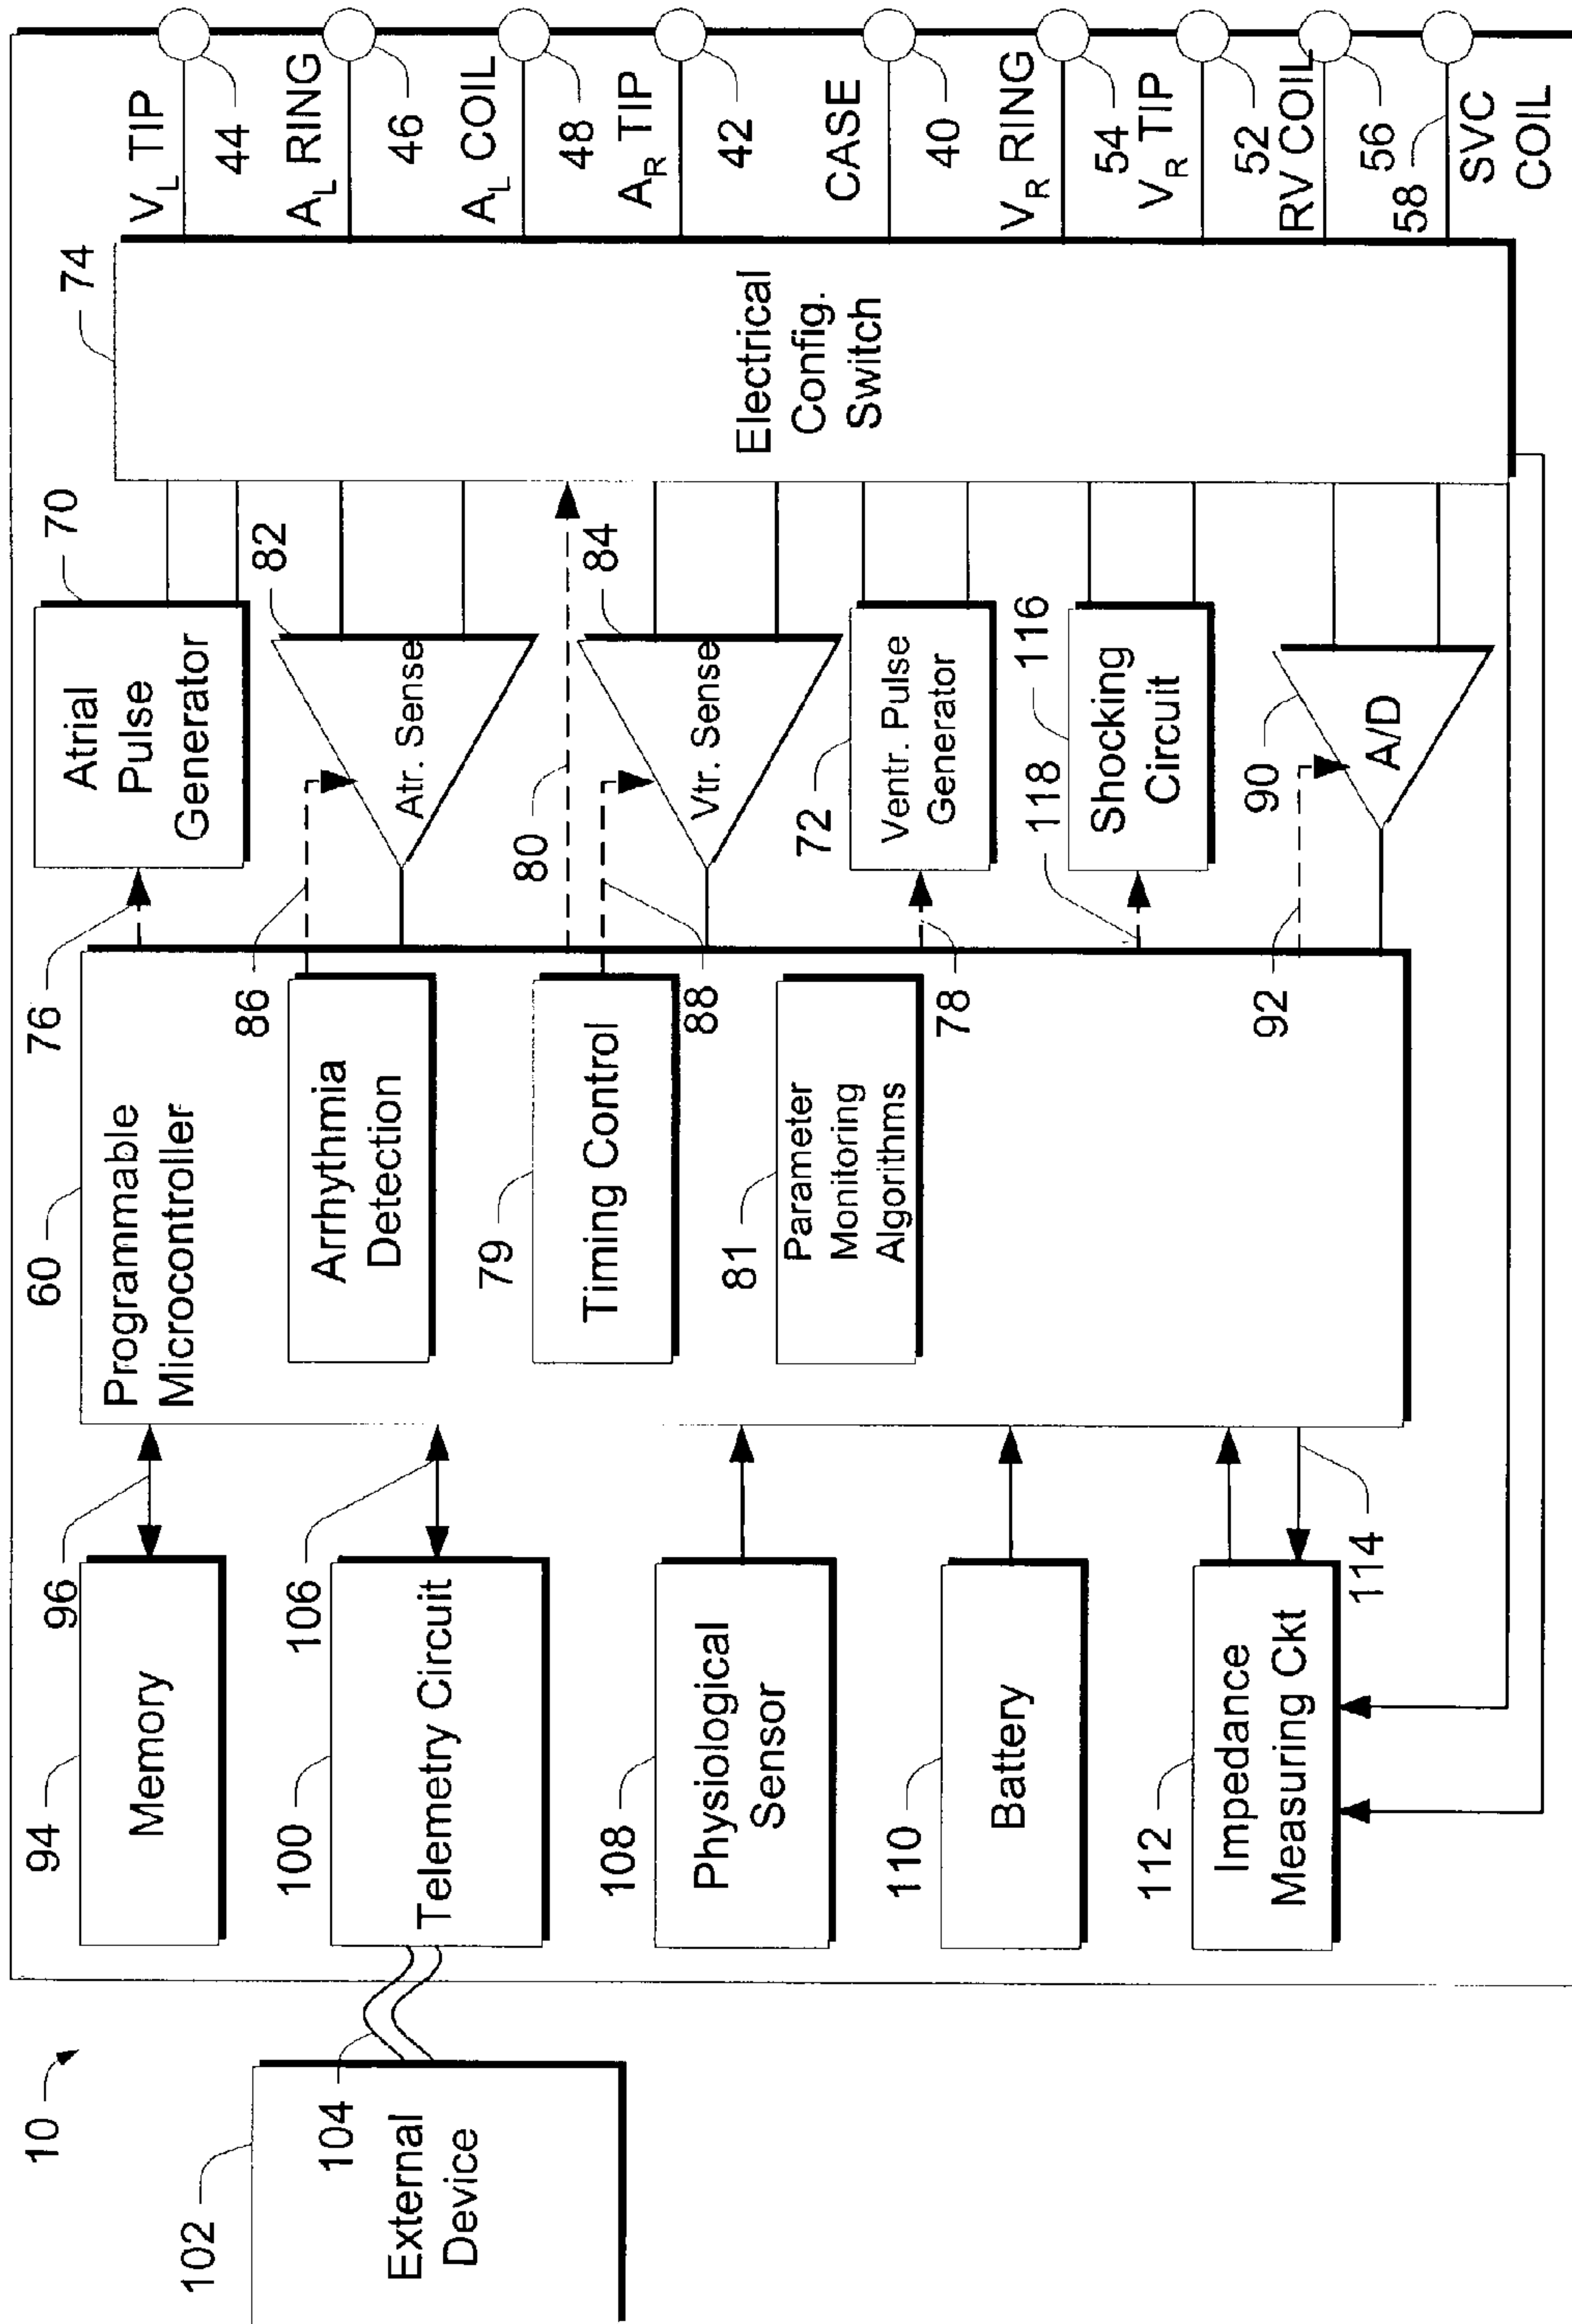 10
102
External
Device
104
94
Memory
96
100
Telemetry Circuit
106
108
Physiological
Sensor
110
Battery
112
Impedance
Measuring Ckt
114
60
Programmable
Microcontroller
Arrhythmia
Detection
79
Timing Control
81
Parameter
Monitoring
Algorithms
76
86
80
88
78
118
92
70
Atrial
Pulse
Generator
82
Atr. Sense
84
Vtr. Sense
72
Ventr. Pulse
Generator
116
Shocking
Circuit
90
A/D
74
Electrical
Config.
Switch
V_L TIP
44
A_L RING
46
A_L COIL
48
A_R TIP
42
CASE
40
V_R RING
54
V_R TIP
52
RV COIL
56
58
SVC
COIL